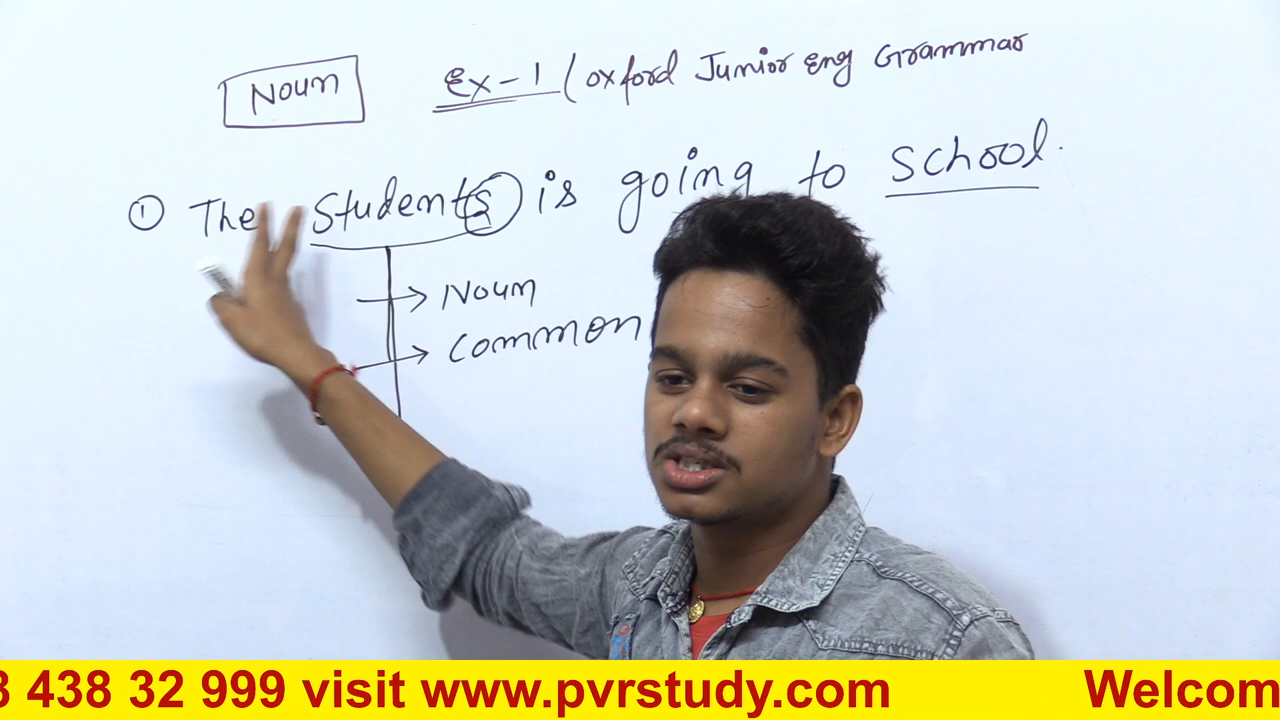 Noun Ex-1 (Oxford Junior Eng Grammar
① The Students is going to School.
→ Noun
→ Common
3 438 32 999 visit www.pvrstudy.com Welcom